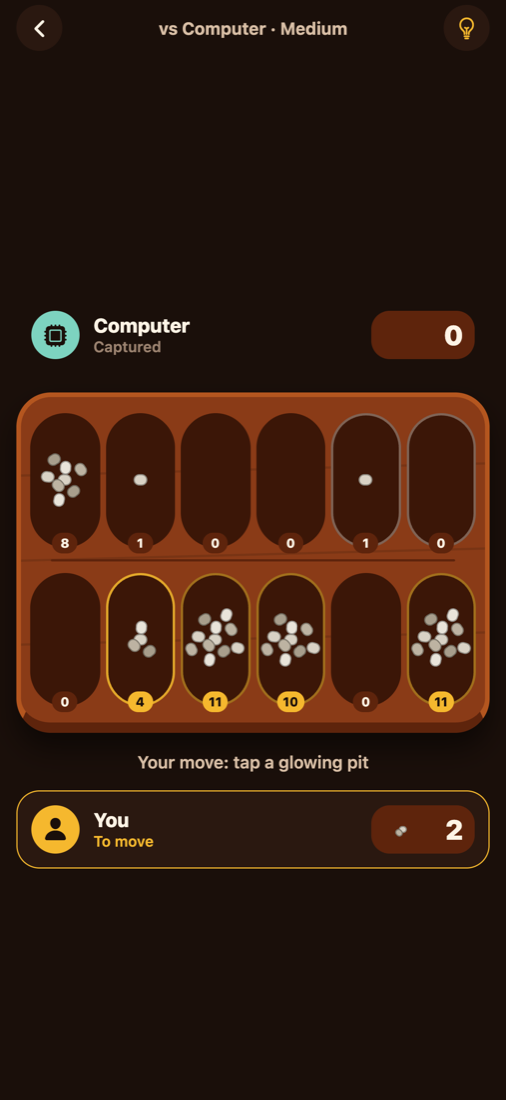 vs Computer · Medium
Computer
Captured
0
8 1 0 0 1 0
0 4 11 10 0 11
Your move: tap a glowing pit
You
To move
2